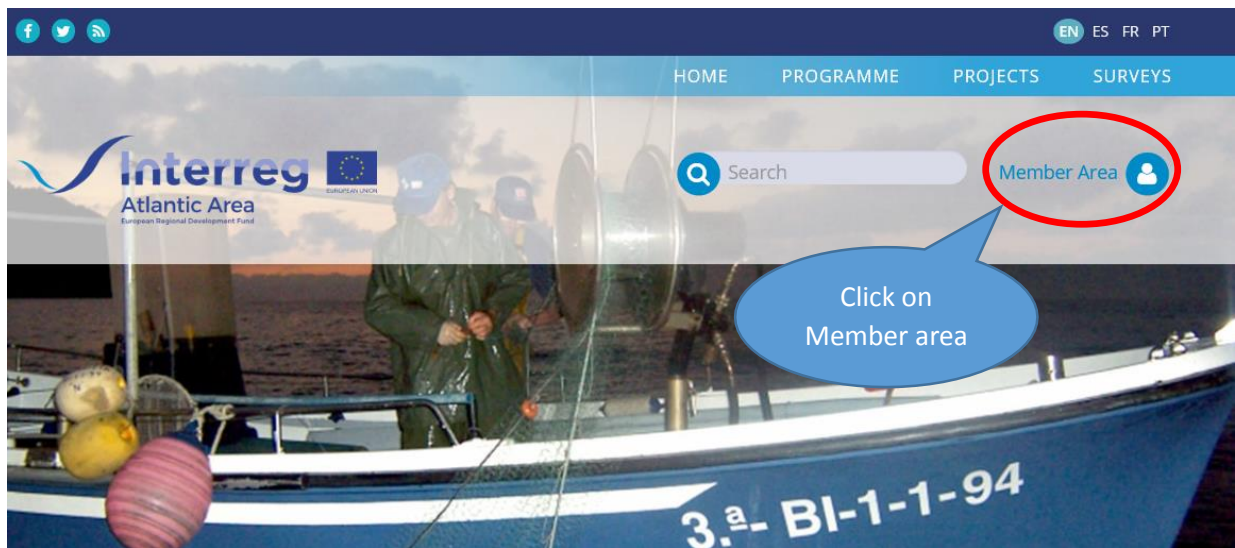 EN ES FR PT
HOME PROGRAMME PROJECTS SURVEYS
Interreg
EUROPEAN UNION
Atlantic Area
European Regional Development Fund
Search
Member Area
Click on
Member area
3.ª- BI-1-1-94